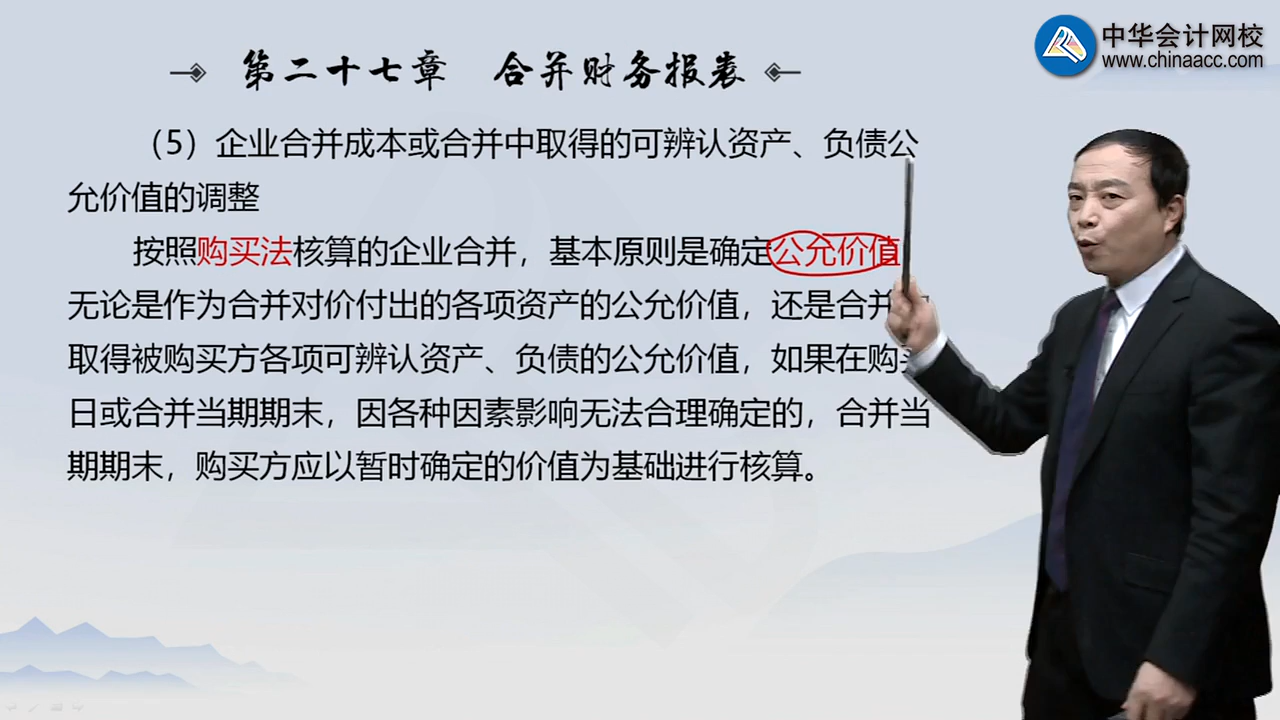 第二十七章 合并财务报表
中华会计网校
www.chinaacc.com
（5）企业合并成本或合并中取得的可辨认资产、负债公
允价值的调整
按照购买法核算的企业合并，基本原则是确定公允价值
无论是作为合并对价付出的各项资产的公允价值，还是合并
取得被购买方各项可辨认资产、负债的公允价值，如果在购
日或合并当期期末，因各种因素影响无法合理确定的，合并当
期期末，购买方应以暂时确定的价值为基础进行核算。